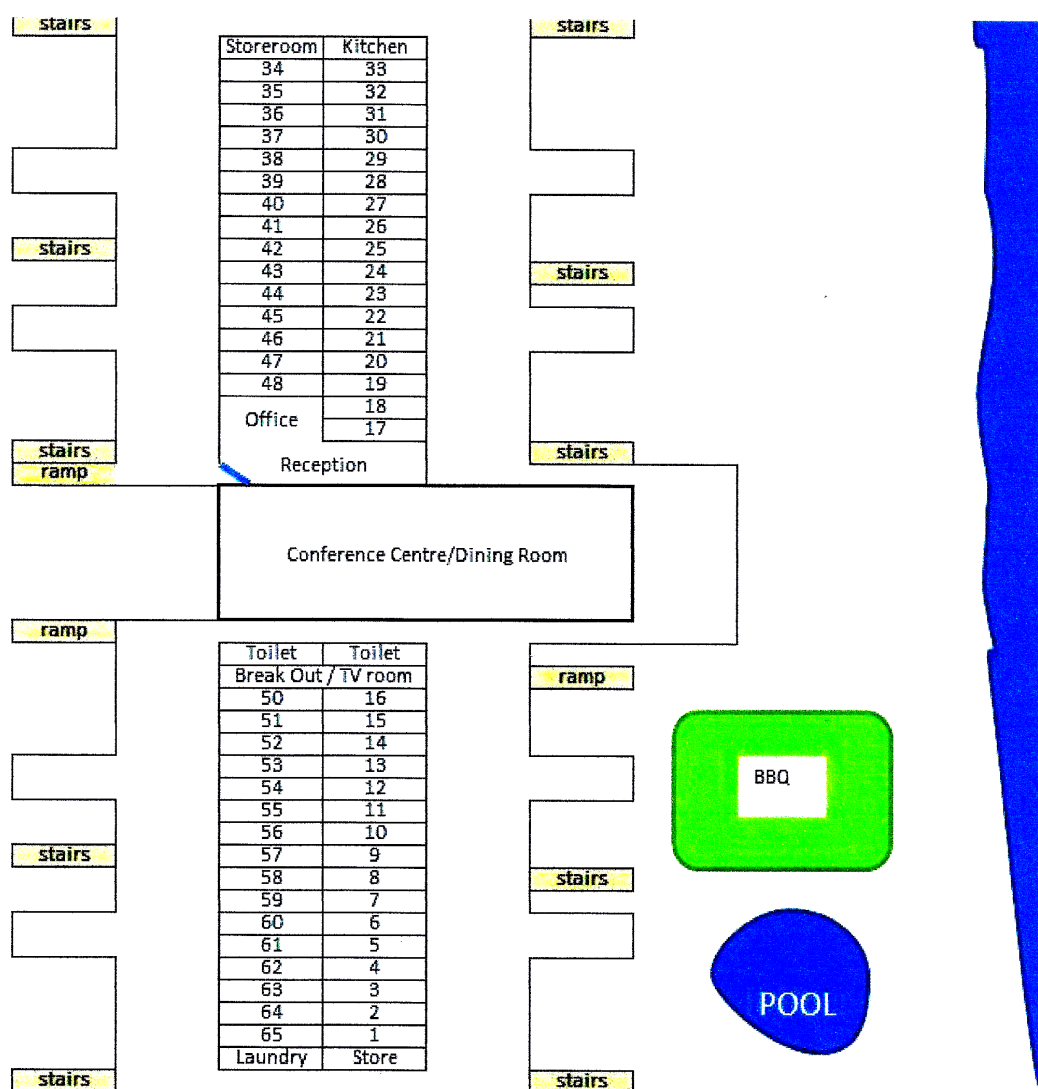 stairs stairs
Storeroom Kitchen
34 33
35 32
36 31
37 30
38 29
39 28
40 27
41 26
stairs
42 25
43 24
stairs
44 23
45 22
46 21
47 20
48 19
18
Office
17
stairs stairs
Reception
ramp
Conference Centre/Dining Room
ramp
Toilet Toilet
Break Out / TV room
ramp
50 16
51 15
52 14
53 13
BBQ
54 12
55 11
56 10
stairs
57 9
58 8
stairs
59 7
60 6
61 5
62 4
63 3
POOL
64 2
65 1
Laundry Store
stairs stairs